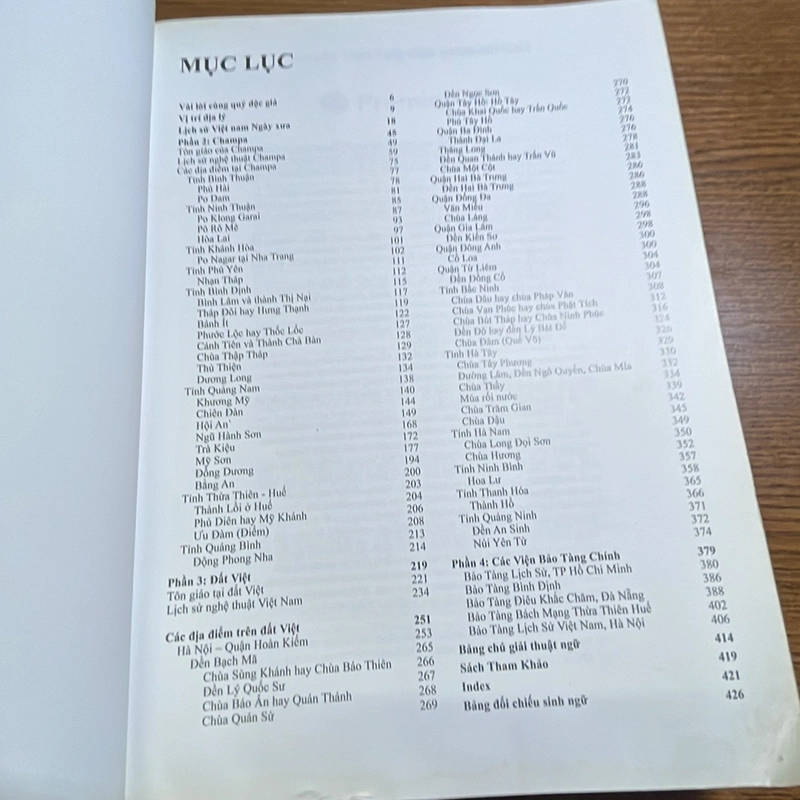 MỤC LỤC
Vài lời cùng quý độc giả 6
Vị trí địa lý 9
Lịch sử Việt nam Ngày xưa 18
Phần 2: Champa 48
Tôn giáo của Champa 49
Lịch sử nghệ thuật Champa 59
Các địa điểm tại Champa 75
Tỉnh Bình Thuận 77
Phú Hài 78
Po Dam 81
Tỉnh Ninh Thuận 85
Po Klong Garai 87
Pô Rô Mê 93
Hòa Lai 97
Tỉnh Khánh Hòa 101
Po Nagar tại Nha Trang 102
Tỉnh Phú Yên 111
Nhạn Tháp 112
Tỉnh Bình Định 115
Bình Lâm và thành Thị Nại 117
Tháp Đôi hay Hưng Thạnh 119
Bánh Ít 122
Phước Lộc hay Thốc Lốc 127
Cánh Tiên và Thành Chà Bàn 128
Chùa Thập Tháp 129
Thủ Thiện 132
Dương Long 134
Tỉnh Quảng Nam 138
Khương Mỹ 140
Chiên Đàn 144
Hội An 149
Ngũ Hành Sơn 168
Trà Kiệu 172
Mỹ Sơn 177
Đồng Dương 194
Bằng An 200
Tỉnh Thừa Thiên - Huế 203
Thành Lồi ở Huế 204
Phú Diên hay Mỹ Khánh 206
Ưu Đàm (Điềm) 208
Tỉnh Quảng Bình 213
Động Phong Nha 214
Phần 3: Đất Việt 219
Tôn giáo tại đất Việt 221
Lịch sử nghệ thuật Việt Nam 234
Các địa điểm trên đất Việt 251
Hà Nội – Quận Hoàn Kiếm 253
Đền Bạch Mã 265
Chùa Sùng Khánh hay Chùa Báo Thiên 266
Đền Lý Quốc Sư 267
Chùa Báo Ân hay Quán Thánh 268
Chùa Quán Sứ 269
Đền Ngọc Sơn 270
Quận Tây Hồ: Hồ Tây 272
Chùa Khai Quốc hay Trấn Quốc 272
Phủ Tây Hồ 274
Quận Ba Đình 276
Thành Đại La 276
Thăng Long 278
Đền Quan Thánh hay Trấn Vũ 281
Chùa Một Cột 283
Quận Hai Bà Trưng 286
Đền Hai Bà Trưng 286
Quận Đống Đa 288
Văn Miếu 288
Chùa Láng 296
Quận Gia Lâm 298
Đền Kiến Sơ 298
Quận Đông Anh 300
Cổ Loa 300
Quận Từ Liêm 304
Đền Đồng Cổ 304
Tỉnh Bắc Ninh 307
Chùa Dâu hay chùa Pháp Vân 308
Chùa Vạn Phúc hay chùa Phật Tích 312
Chùa Bút Tháp hay Chùa Ninh Phúc 316
Đền Đô hay đền Lý Bát Đế 324
Chùa Dàm (Quế Võ) 326
Tỉnh Hà Tây 329
Chùa Tây Phương 330
Đường Lâm, Đền Ngô Quyền, Chùa Mía 332
Chùa Thầy 334
Múa rối nước 339
Chùa Trăm Gian 342
Chùa Đậu 345
Tỉnh Hà Nam 349
Chùa Long Đọi Sơn 350
Chùa Hương 352
Tỉnh Ninh Bình 357
Hoa Lư 358
Tỉnh Thanh Hóa 365
Thành Hồ 366
Tỉnh Quảng Ninh 371
Đền An Sinh 372
Núi Yên Tử 374
Phần 4: Các Viện Bảo Tàng Chính 379
Bảo Tàng Lịch Sử, TP Hồ Chí Minh 380
Bảo Tàng Bình Định 386
Bảo Tàng Điêu Khắc Chăm, Đà Nẵng 388
Bảo Tàng Bách Mạng Thừa Thiên Huế 402
Bảo Tàng Lịch Sử Việt Nam, Hà Nội 406
Bảng chú giải thuật ngữ 414
Sách Tham Khảo 419
Index 421
Bảng đối chiếu sinh ngữ 426